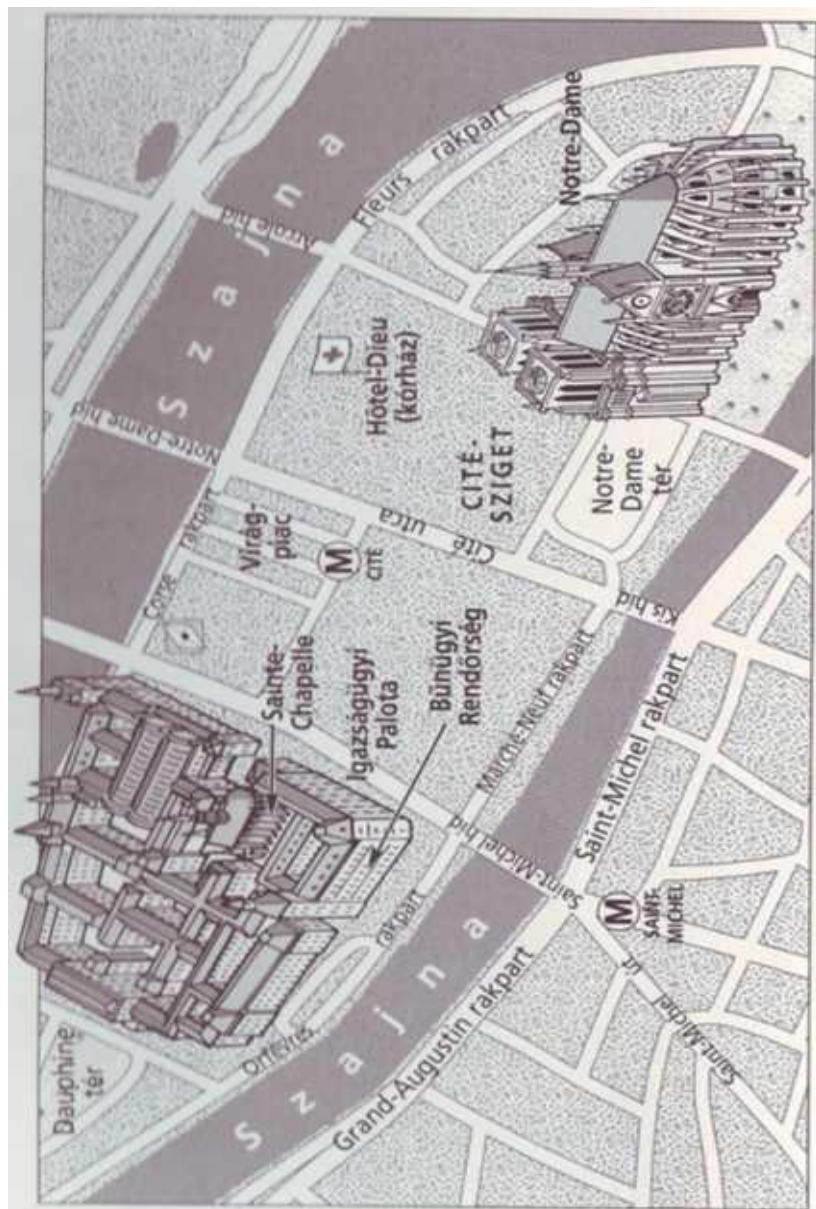 Dauphine
tér
Orfèvres
rakpart
S z a j n a
Grand-Augustin rakpart
Sainte-
Chapelle
Igazságügyi
Palota
Bűnügyi
Rendőrség
Corse
rakpart
Virág-
piac
M
CITÉ
Cité utca
Marché-Neuf rakpart
Saint-Michel híd
Saint-Michel rakpart
M
SAINT-
MICHEL
Saint-Michel út
Notre-Dame híd
S z a j n a
Arcole híd
Fleurs rakpart
Hôtel-Dieu
(kórház)
CITÉ-
SZIGET
Notre-
Dame
tér
Notre-Dame
Kis híd